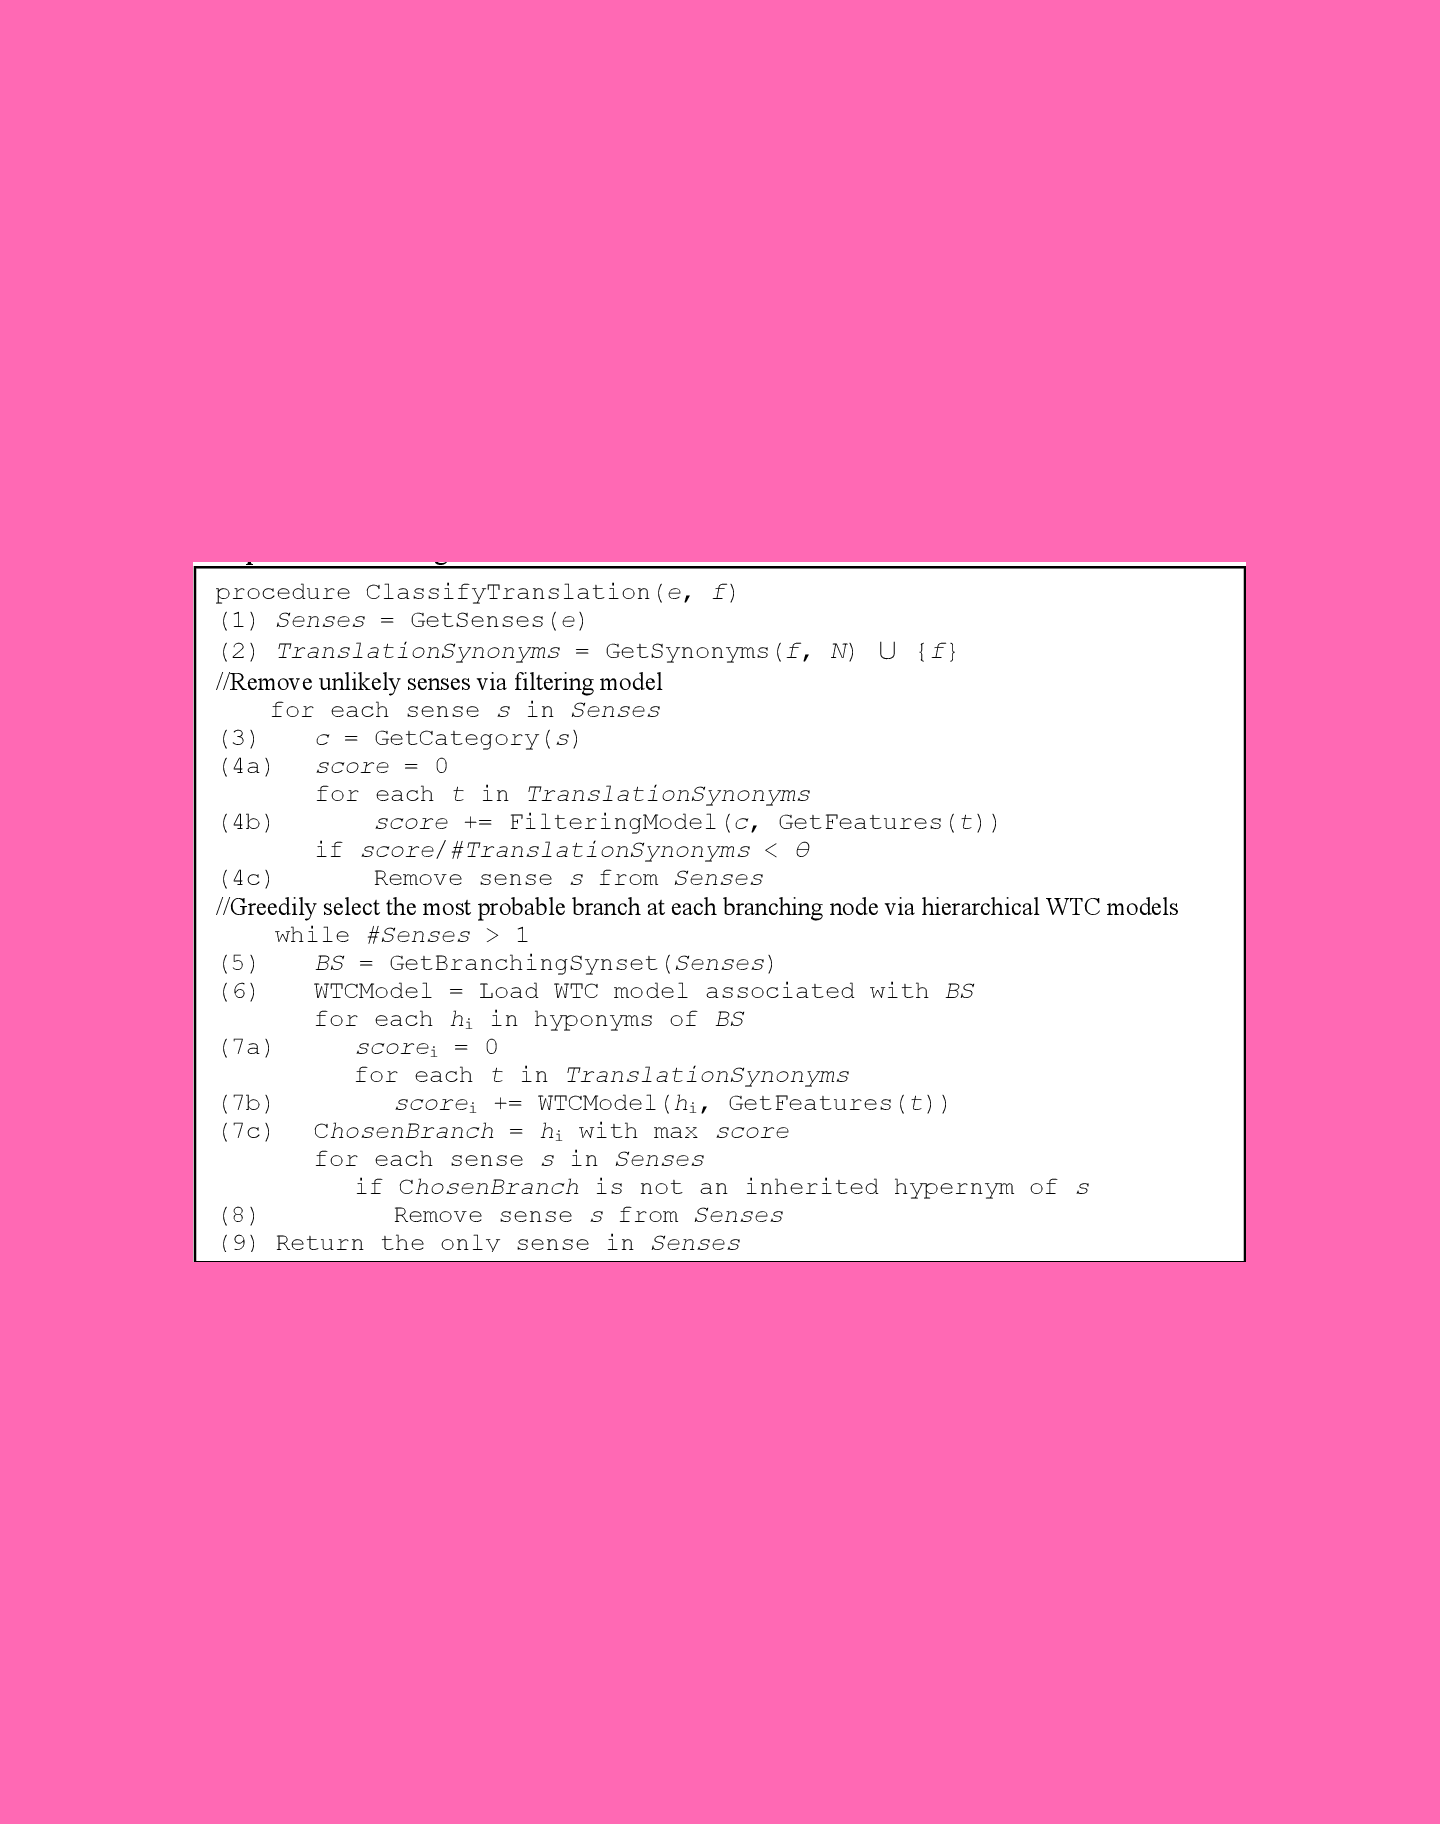 procedure ClassifyTranslation(e, f)
(1) Senses = GetSenses(e)
(2) TranslationSynonyms = GetSynonyms(f, N) ∪ {f}
//Remove unlikely senses via filtering model
for each sense s in Senses
(3) c = GetCategory(s)
(4a) score = 0
for each t in TranslationSynonyms
(4b) score += FilteringModel(c, GetFeatures(t))
if score/#TranslationSynonyms < θ
(4c) Remove sense s from Senses
//Greedily select the most probable branch at each branching node via hierarchical WTC models
while #Senses > 1
(5) BS = GetBranchingSynset(Senses)
(6) WTCModel = Load WTC model associated with BS
for each hi in hyponyms of BS
(7a) scorei = 0
for each t in TranslationSynonyms
(7b) scorei += WTCModel(hi, GetFeatures(t))
(7c) ChosenBranch = hi with max score
for each sense s in Senses
if ChosenBranch is not an inherited hypernym of s
(8) Remove sense s from Senses
(9) Return the only sense in Senses